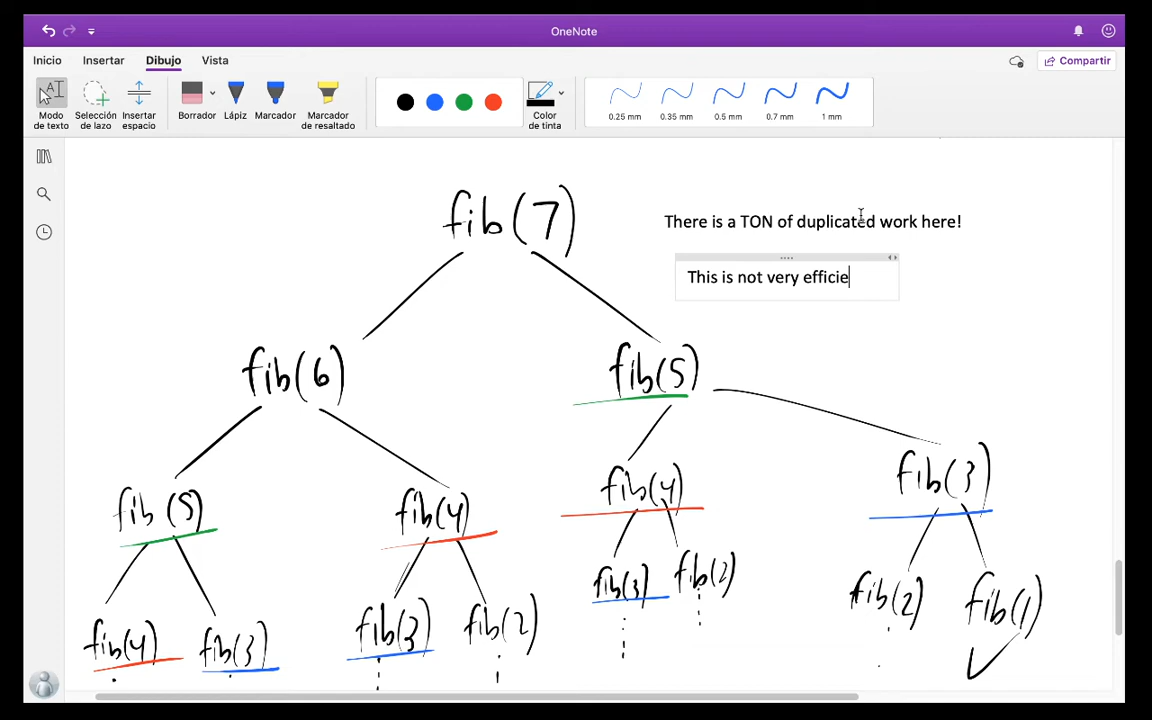 OneNote
Inicio Insertar Dibujo Vista
Compartir
Modo de texto
Selección de lazo
Insertar espacio
Borrador
Lápiz
Marcador
Marcador de resaltado
Color de tinta
0.25 mm 0.35 mm 0.5 mm 0.7 mm 1 mm
fib(7)
There is a TON of duplicated work here!
This is not very efficie
fib(6) fib(5)
fib(5) fib(4) fib(4) fib(3)
fib(3) fib(2) fib(2) fib(1)
fib(4) fib(3) fib(3) fib(2)